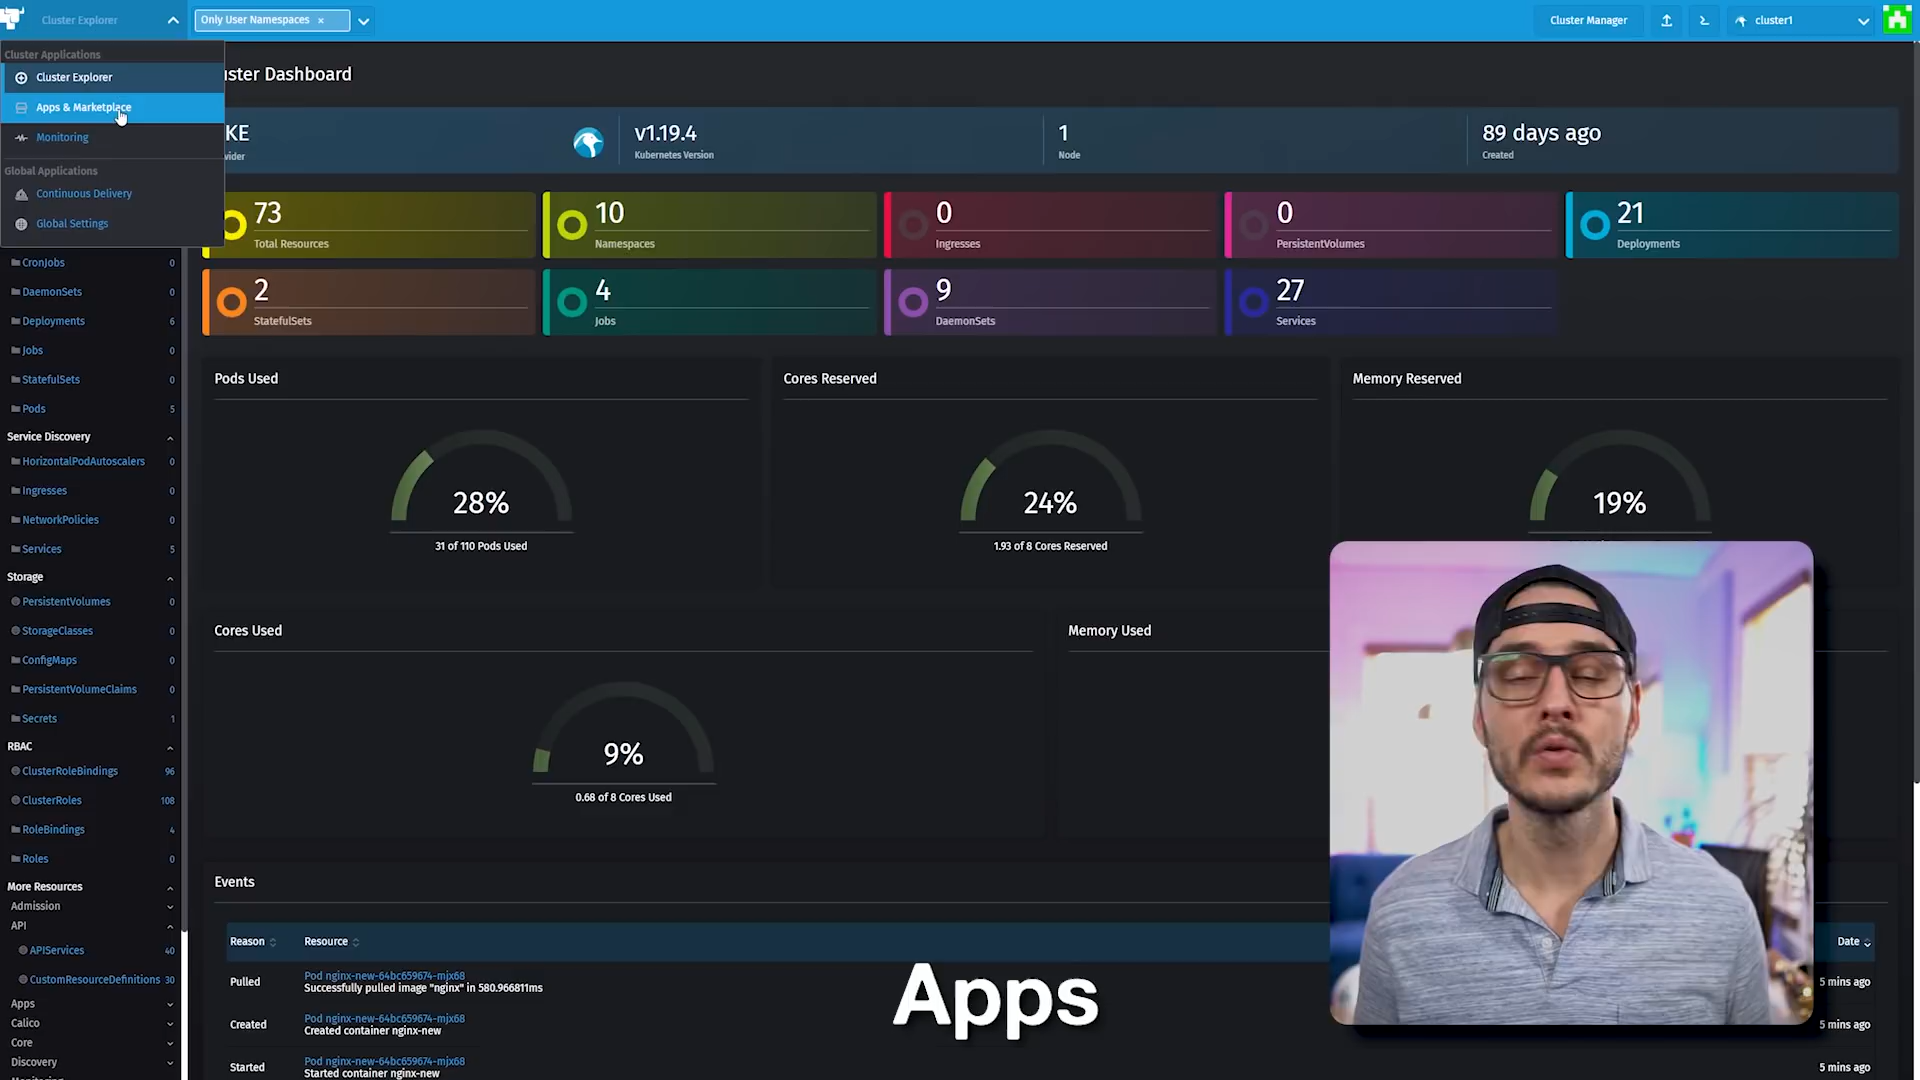 Cluster Explorer
Only User Namespaces ×
Cluster Manager
cluster1
Cluster Applications
Cluster Explorer
Apps & Marketplace
Monitoring
Global Applications
Continuous Delivery
Global Settings
CronJobs 0
DaemonSets 0
Deployments 6
Jobs 0
StatefulSets 0
Pods 5
Service Discovery
HorizontalPodAutoscalers 0
Ingresses 0
NetworkPolicies 0
Services 5
Storage
PersistentVolumes 0
StorageClasses 0
ConfigMaps 0
PersistentVolumeClaims 0
Secrets 1
RBAC
ClusterRoleBindings 96
ClusterRoles 108
RoleBindings 4
Roles 0
More Resources
Admission
API
APIServices 40
CustomResourceDefinitions 30
Apps
Calico
Core
Discovery
uster Dashboard
KE
vider
v1.19.4
Kubernetes Version
1
Node
89 days ago
Created
73
Total Resources
10
Namespaces
0
Ingresses
0
PersistentVolumes
21
Deployments
2
StatefulSets
4
Jobs
9
DaemonSets
27
Services
Pods Used
28%
31 of 110 Pods Used
Cores Reserved
24%
1.93 of 8 Cores Reserved
Memory Reserved
19%
Cores Used
9%
0.68 of 8 Cores Used
Memory Used
Events
Reason Resource Date
Pulled
Pod nginx-new-64bc659674-mjx68
Successfully pulled image "nginx" in 580.966811ms
5 mins ago
Created
Pod nginx-new-64bc659674-mjx68
Created container nginx-new
5 mins ago
Started
Pod nginx-new-64bc659674-mjx68
Started container nginx-new
5 mins ago
Apps